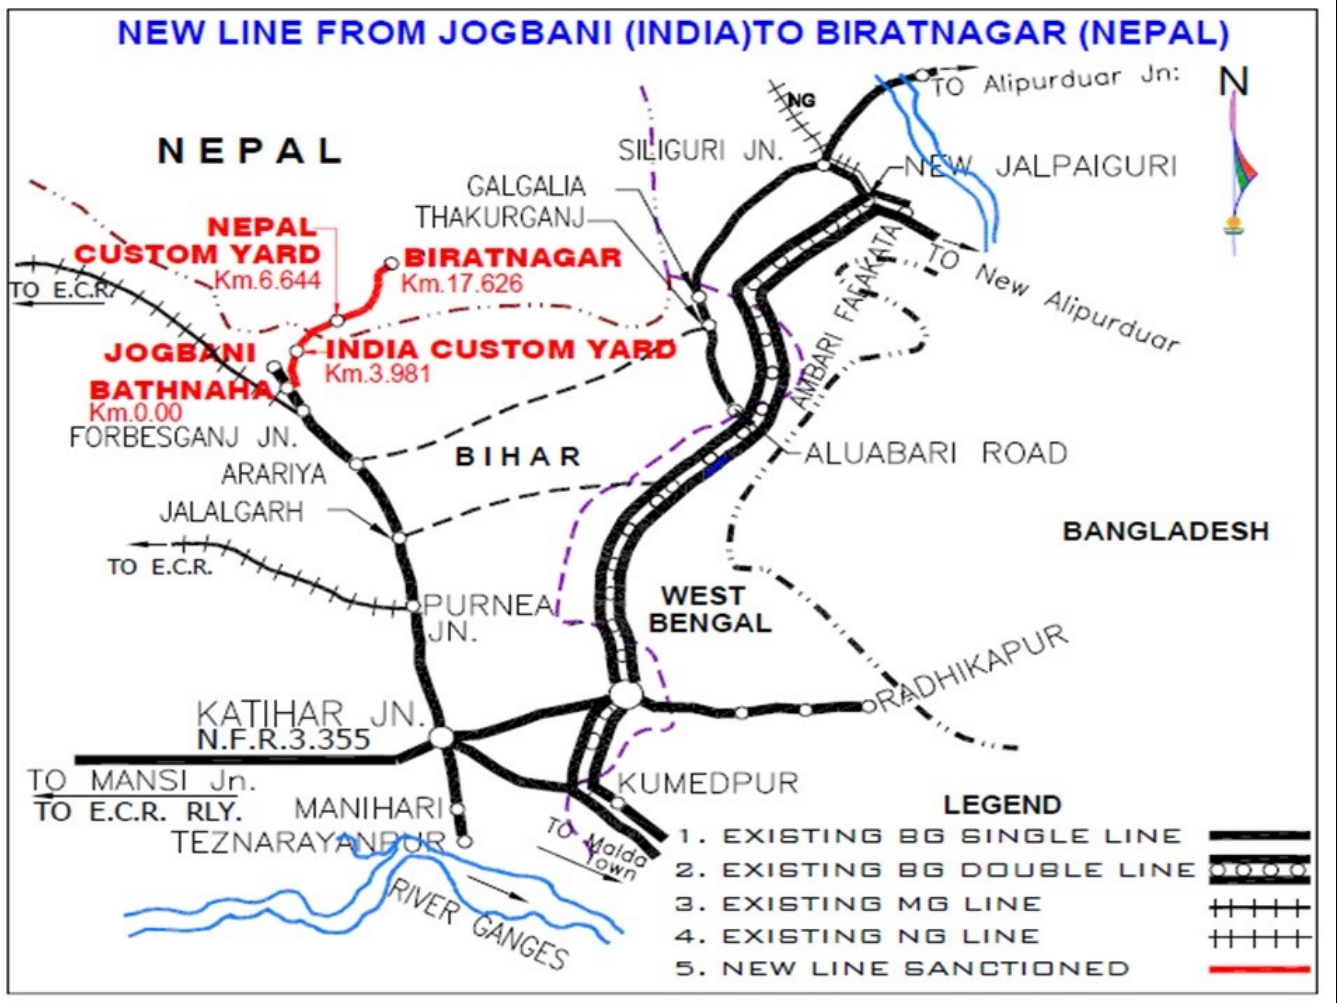 NEW LINE FROM JOGBANI (INDIA)TO BIRATNAGAR (NEPAL)
TO Alipurduar Jn:
N
NG
NEPAL
SILIGURI JN.
NEW JALPAIGURI
GALGALIA
THAKURGANJ
NEPAL
CUSTOM YARD
Km.6.644
BIRATNAGAR
Km.17.626
TO New Alipurduar
AMBARI FALAKATA
TO E.C.R.
JOGBANI
INDIA CUSTOM YARD
Km.3.981
BATHNAHA
Km.0.00
FORBESGANJ JN.
BIHAR
ALUABARI ROAD
ARARIYA
JALALGARH
BANGLADESH
TO E.C.R.
PURNEA
JN.
WEST
BENGAL
RADHIKAPUR
KATIHAR JN.
N.F.R.3.355
TO MANSI Jn.
TO E.C.R. RLY.
KUMEDPUR
MANIHARI
TEZNARAYANPUR
TO Malda
Town
RIVER GANGES
LEGEND
1. EXISTING BG SINGLE LINE
2. EXISTING BG DOUBLE LINE
3. EXISTING MG LINE
4. EXISTING NG LINE
5. NEW LINE SANCTIONED